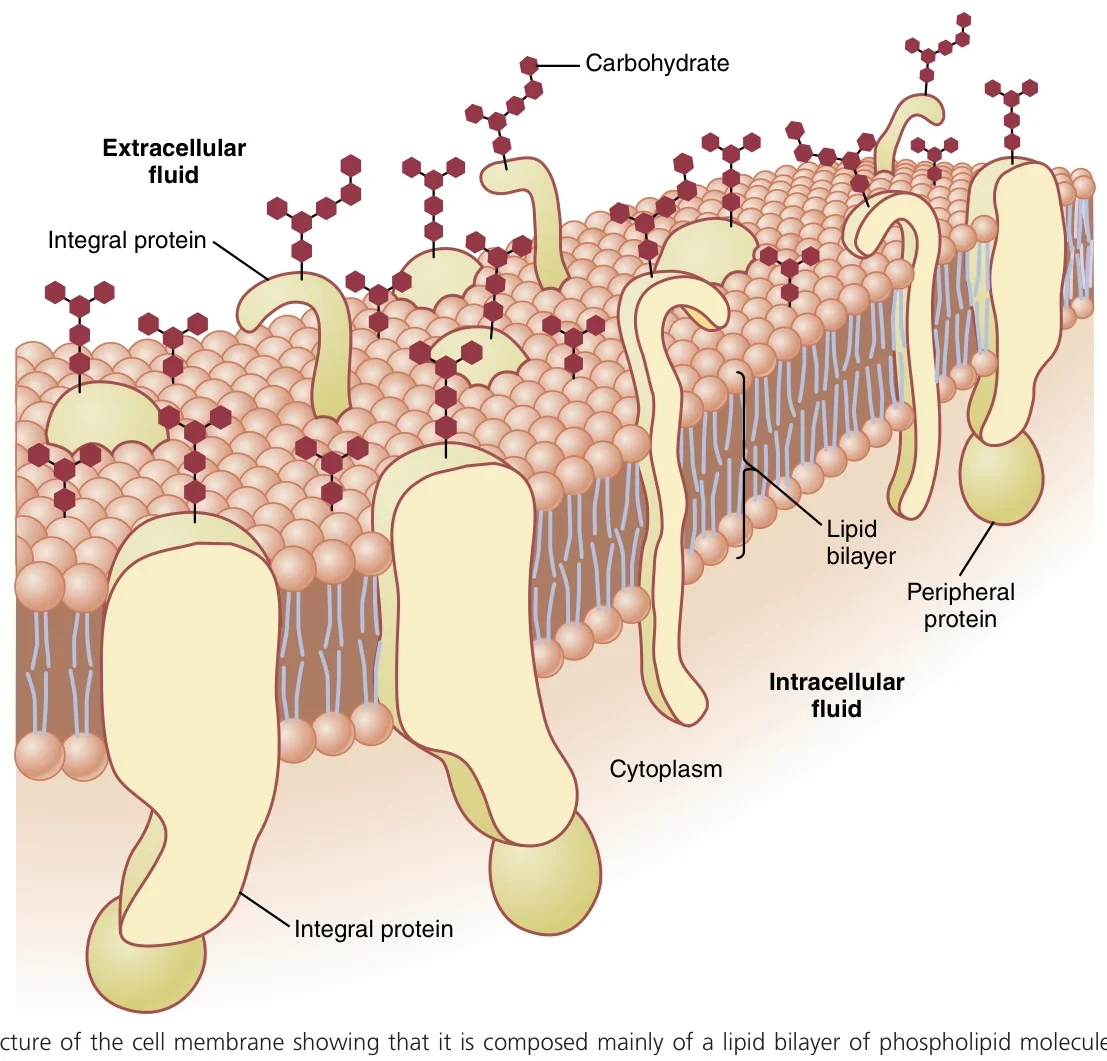 Carbohydrate
Extracellular
fluid
Integral protein
Lipid
bilayer
Peripheral
protein
Intracellular
fluid
Cytoplasm
Integral protein
cture of the cell membrane showing that it is composed mainly of a lipid bilayer of phospholipid molecule